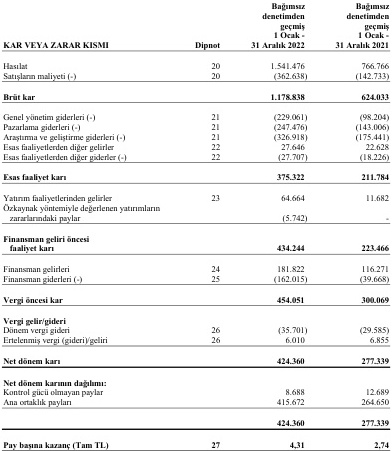 Bağımsız Bağımsız
denetimden denetimden
geçmiş geçmiş
1 Ocak - 1 Ocak -
KAR VEYA ZARAR KISMI Dipnot 31 Aralık 2022 31 Aralık 2021
Hasılat 20 1.541.476 766.766
Satışların maliyeti (-) 20 (362.638) (142.733)
Brüt kar 1.178.838 624.033
Genel yönetim giderleri (-) 21 (229.061) (98.204)
Pazarlama giderleri (-) 21 (247.476) (143.006)
Araştırma ve geliştirme giderleri (-) 21 (326.918) (175.441)
Esas faaliyetlerden diğer gelirler 22 27.646 22.628
Esas faaliyetlerden diğer giderler (-) 22 (27.707) (18.226)
Esas faaliyet karı 375.322 211.784
Yatırım faaliyetlerinden gelirler 23 64.664 11.682
Özkaynak yöntemiyle değerlenen yatırımların
zararlarındaki paylar (5.742) -
Finansman geliri öncesi
faaliyet karı 434.244 223.466
Finansman gelirleri 24 181.822 116.271
Finansman giderleri (-) 25 (162.015) (39.668)
Vergi öncesi kar 454.051 300.069
Vergi gelir/gideri
Dönem vergi gideri 26 (35.701) (29.585)
Ertelenmiş vergi (gideri)/geliri 26 6.010 6.855
Net dönem karı 424.360 277.339
Net dönem karının dağılımı:
Kontrol gücü olmayan paylar 8.688 12.689
Ana ortaklık payları 415.672 264.650
424.360 277.339
Pay başına kazanç (Tam TL) 27 4,31 2,74